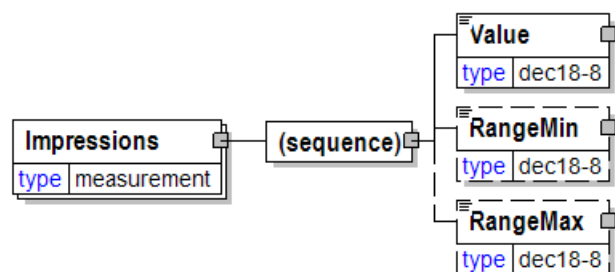 Value
type dec18-8
Impressions
type measurement
(sequence)
RangeMin
type dec18-8
RangeMax
type dec18-8